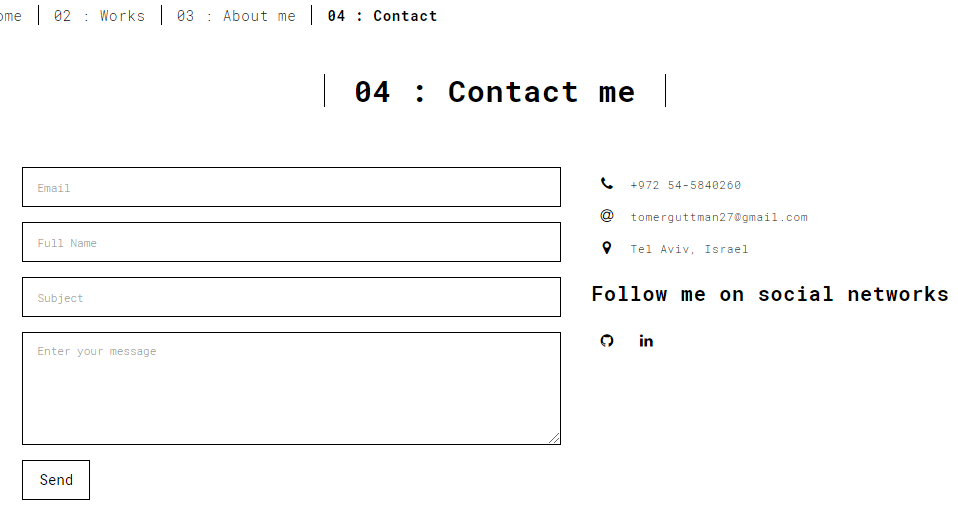 ome 02 : Works 03 : About me 04 : Contact
04 : Contact me
Email
Full Name
Subject
Enter your message
Send
+972 54-5840260
tomerguttman27@gmail.com
Tel Aviv, Israel
Follow me on social networks
in